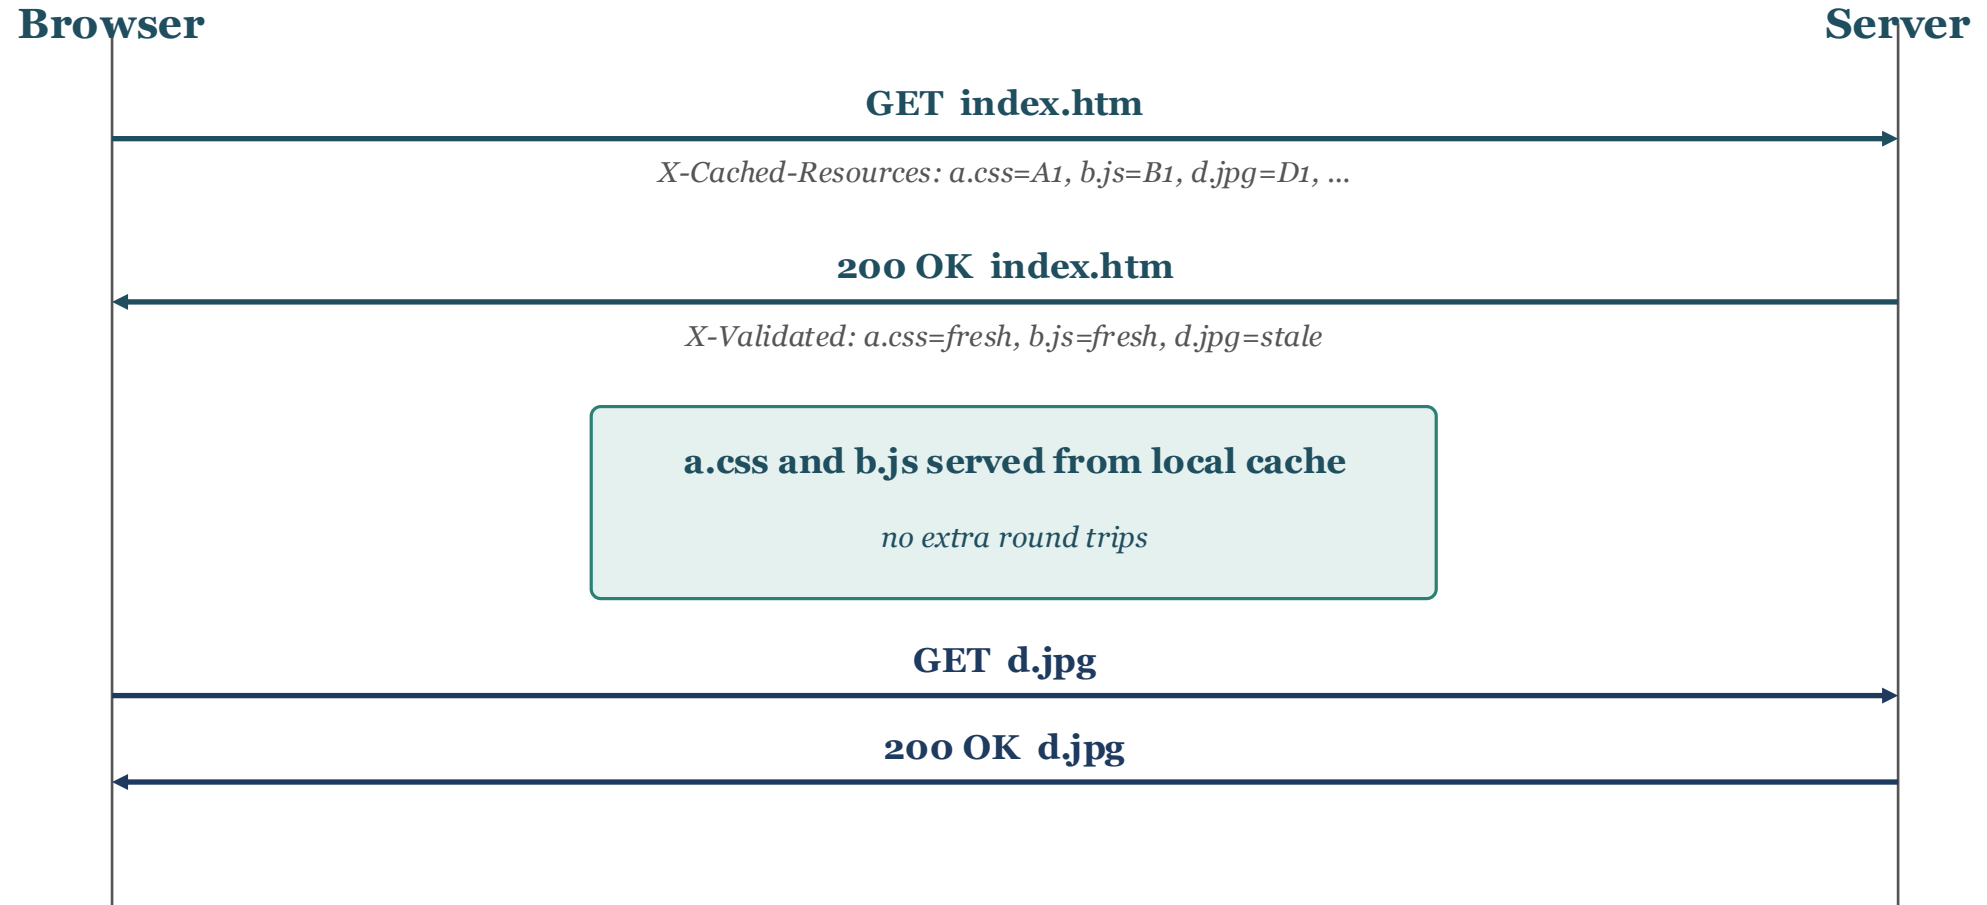 Browser
Server
GET index.htm
X-Cached-Resources: a.css=A1, b.js=B1, d.jpg=D1, ...
200 OK index.htm
X-Validated: a.css=fresh, b.js=fresh, d.jpg=stale
a.css and b.js served from local cache
no extra round trips
GET d.jpg
200 OK d.jpg